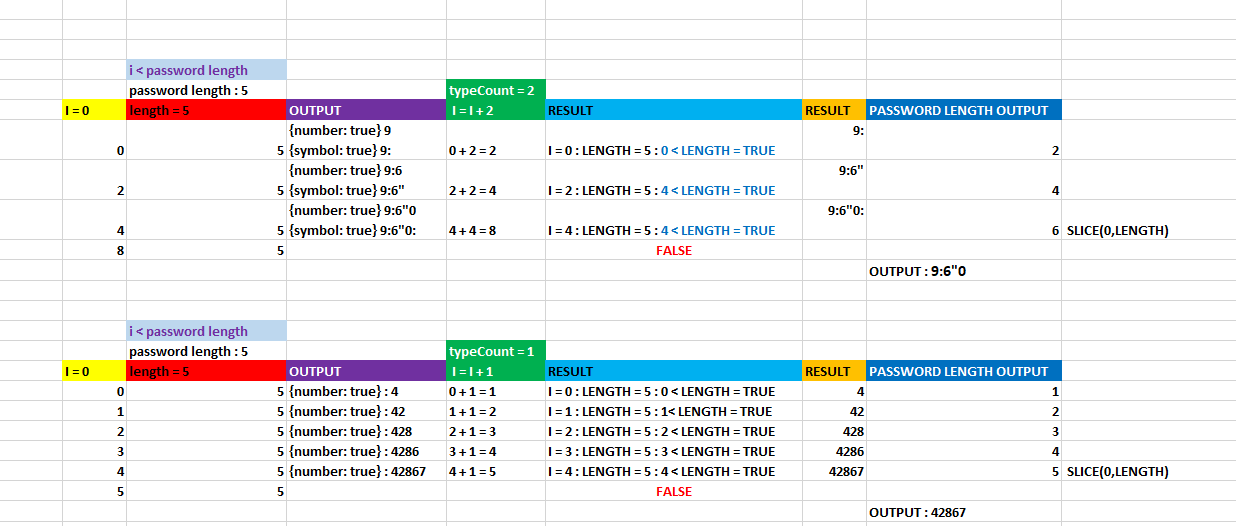 i < password length
password length : 5 typeCount = 2
I = 0 length = 5 OUTPUT I = I + 2 RESULT RESULT PASSWORD LENGTH OUTPUT
{number: true} 9 9:
0 5 {symbol: true} 9: 0 + 2 = 2 I = 0 : LENGTH = 5 : 0 < LENGTH = TRUE 2
{number: true} 9:6 9:6"
2 5 {symbol: true} 9:6" 2 + 2 = 4 I = 2 : LENGTH = 5 : 4 < LENGTH = TRUE 4
{number: true} 9:6"0 9:6"0:
4 5 {symbol: true} 9:6"0: 4 + 4 = 8 I = 4 : LENGTH = 5 : 4 < LENGTH = TRUE 6 SLICE(0,LENGTH)
8 5 FALSE
OUTPUT : 9:6"0
i < password length
password length : 5 typeCount = 1
I = 0 length = 5 OUTPUT I = I + 1 RESULT RESULT PASSWORD LENGTH OUTPUT
0 5 {number: true} : 4 0 + 1 = 1 I = 0 : LENGTH = 5 : 0 < LENGTH = TRUE 4 1
1 5 {number: true} : 42 1 + 1 = 2 I = 1 : LENGTH = 5 : 1< LENGTH = TRUE 42 2
2 5 {number: true} : 428 2 + 1 = 3 I = 2 : LENGTH = 5 : 2 < LENGTH = TRUE 428 3
3 5 {number: true} : 4286 3 + 1 = 4 I = 3 : LENGTH = 5 : 3 < LENGTH = TRUE 4286 4
4 5 {number: true} : 42867 4 + 1 = 5 I = 4 : LENGTH = 5 : 4 < LENGTH = TRUE 42867 5 SLICE(0,LENGTH)
5 5 FALSE
OUTPUT : 42867